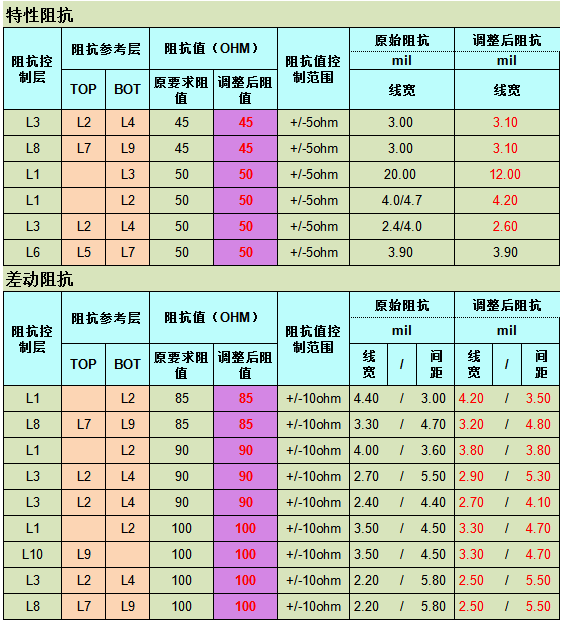 特性阻抗
阻抗控制层 阻抗参考层 阻抗值（OHM） 阻抗值控制范围 原始阻抗 调整后阻抗
mil mil
TOP BOT 原要求阻值 调整后阻值 线宽 线宽
L3 L2 L4 45 45 +/-5ohm 3.00 3.10
L8 L7 L9 45 45 +/-5ohm 3.00 3.10
L1 L3 50 50 +/-5ohm 20.00 12.00
L1 L2 50 50 +/-5ohm 4.0/4.7 4.20
L3 L2 L4 50 50 +/-5ohm 2.4/4.0 2.60
L6 L5 L7 50 50 +/-5ohm 3.90 3.90
差动阻抗
阻抗控制层 阻抗参考层 阻抗值（OHM） 阻抗值控制范围 原始阻抗 调整后阻抗
mil mil
TOP BOT 原要求阻值 调整后阻值 线宽 / 间距 线宽 / 间距
L1 L2 85 85 +/-10ohm 4.40 / 3.00 4.20 / 3.50
L8 L7 L9 85 85 +/-10ohm 3.30 / 4.70 3.20 / 4.80
L1 L2 90 90 +/-10ohm 4.00 / 3.60 3.80 / 3.80
L3 L2 L4 90 90 +/-10ohm 2.70 / 5.50 2.90 / 5.30
L3 L2 L4 90 90 +/-10ohm 2.40 / 4.40 2.70 / 4.10
L1 L2 100 100 +/-10ohm 3.50 / 4.50 3.30 / 4.70
L10 L9 100 100 +/-10ohm 3.50 / 4.50 3.30 / 4.70
L3 L2 L4 100 100 +/-10ohm 2.20 / 5.80 2.50 / 5.50
L8 L7 L9 100 100 +/-10ohm 2.20 / 5.80 2.50 / 5.50